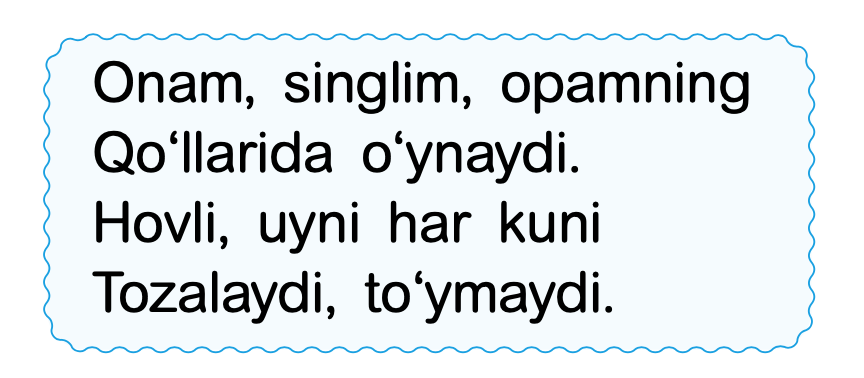 Onam, singlim, opamning
Qo‘llarida o‘ynaydi.
Hovli, uyni har kuni
Tozalaydi, to‘ymaydi.